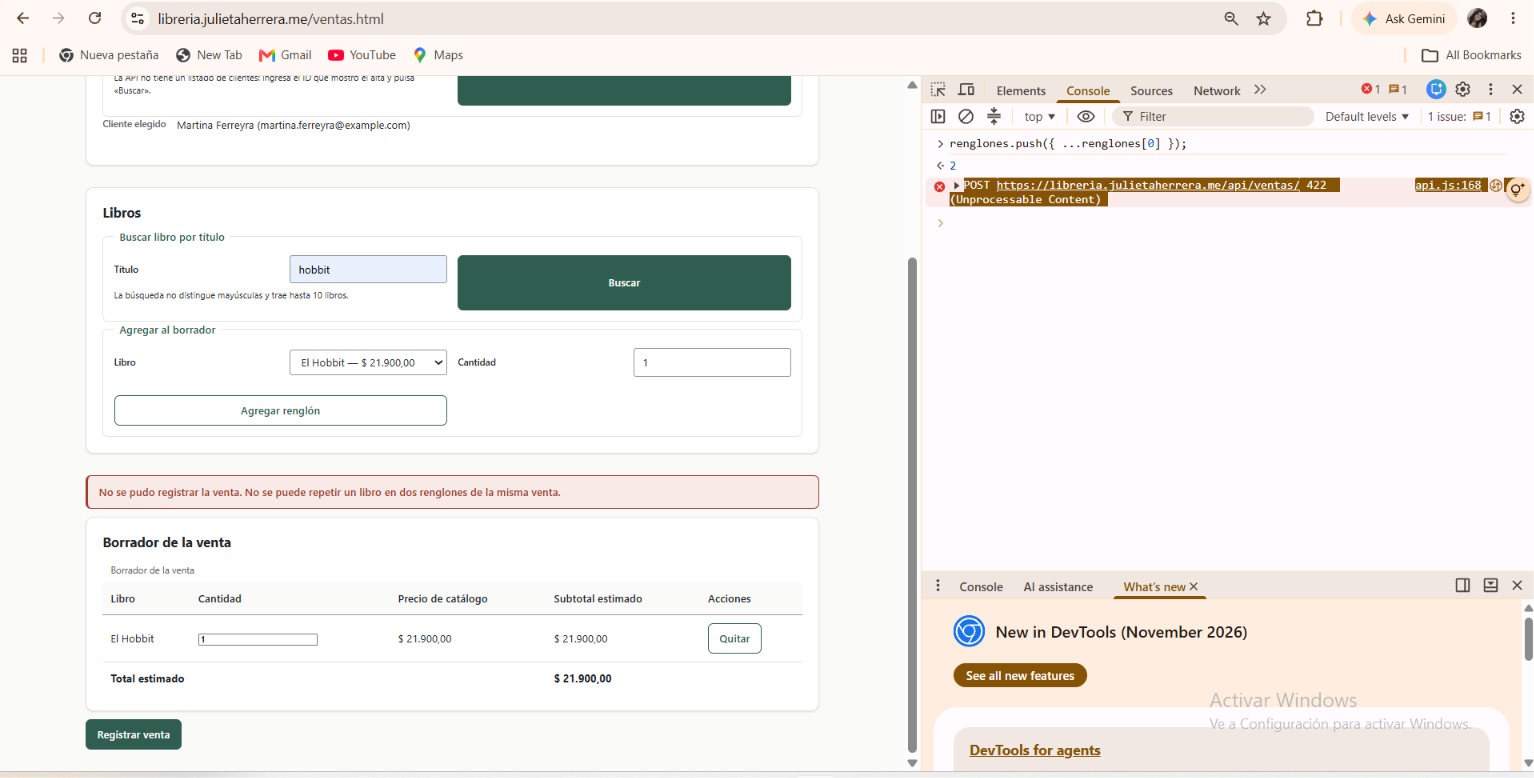 libreria.julietaherrera.me/ventas.html
Ask Gemini
Nueva pestaña
New Tab
Gmail
YouTube
Maps
All Bookmarks
La API no tiene un listado de clientes: ingresá el ID que mostró el alta y pulsá
«Buscar».
Cliente elegido Martina Ferreyra (martina.ferreyra@example.com)
Libros
Buscar libro por título
Título
hobbit
Buscar
La búsqueda no distingue mayúsculas y trae hasta 10 libros.
Agregar al borrador
Libro
El Hobbit — $ 21.900,00
Cantidad
1
Agregar renglón
No se pudo registrar la venta. No se puede repetir un libro en dos renglones de la misma venta.
Borrador de la venta
Borrador de la venta
Libro Cantidad Precio de catálogo Subtotal estimado Acciones
El Hobbit 1 $ 21.900,00 $ 21.900,00 Quitar
Total estimado $ 21.900,00
Registrar venta
Elements Console Sources Network 1 1
top Filter Default levels 1 issue: 1
renglones.push({ ...renglones[0] });
2
POST https://libreria.julietaherrera.me/api/ventas/ 422 api.js:168
(Unprocessable Content)
Console AI assistance What's new
New in DevTools (November 2026)
See all new features
Activar Windows
Ve a Configuración para activar Windows.
DevTools for agents